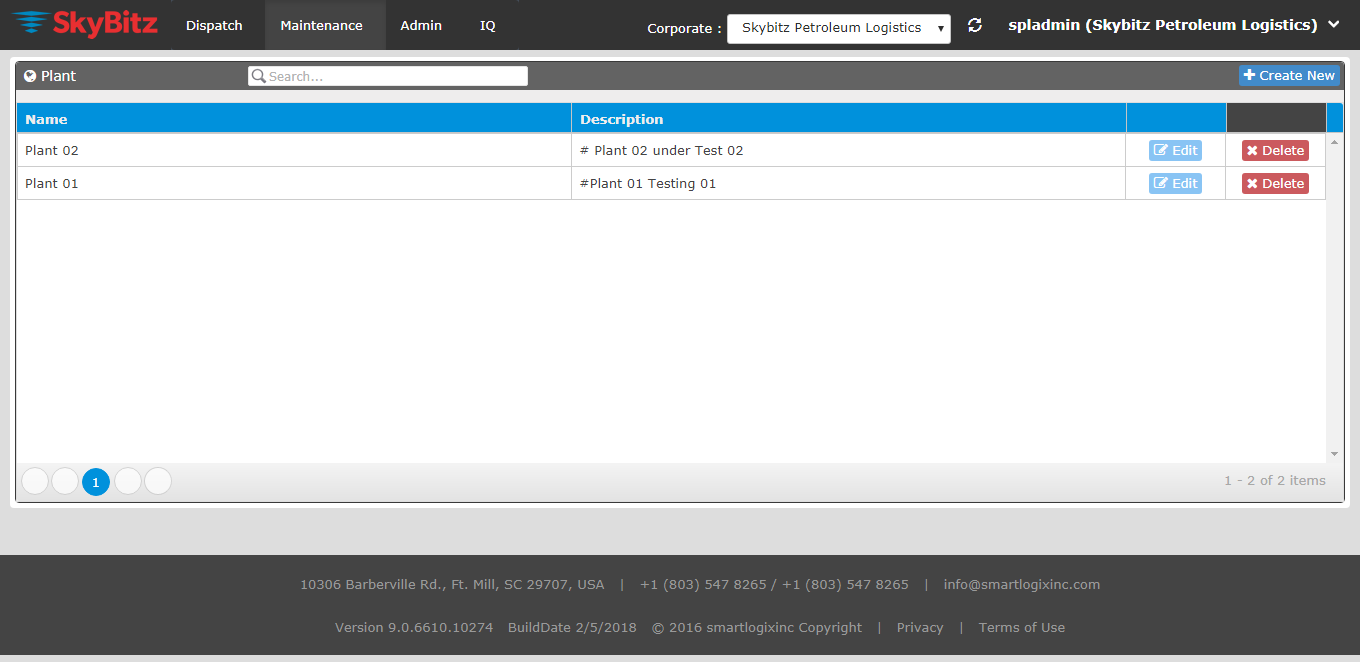 SkyBitz Dispatch Maintenance Admin IQ Corporate : Skybitz Petroleum Logistics spladmin (Skybitz Petroleum Logistics)
Plant Search... Create New
Name Description
Plant 02 # Plant 02 under Test 02 Edit Delete
Plant 01 #Plant 01 Testing 01 Edit Delete
1 1 - 2 of 2 items
10306 Barberville Rd., Ft. Mill, SC 29707, USA | +1 (803) 547 8265 / +1 (803) 547 8265 | info@smartlogixinc.com
Version 9.0.6610.10274 BuildDate 2/5/2018 © 2016 smartlogixinc Copyright | Privacy | Terms of Use